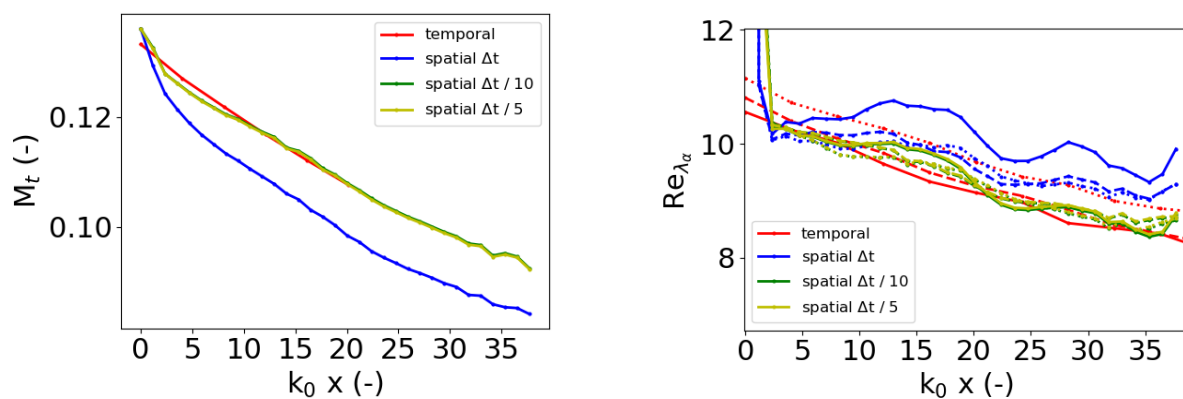 M_t (-)
0.12
0.10
temporal
spatial Δt
spatial Δt / 10
spatial Δt / 5
0 5 10 15 20 25 30 35
k_0 x (-)
Re_λ_α
12
10
8
temporal
spatial Δt
spatial Δt / 10
spatial Δt / 5
0 5 10 15 20 25 30 35
k_0 x (-)